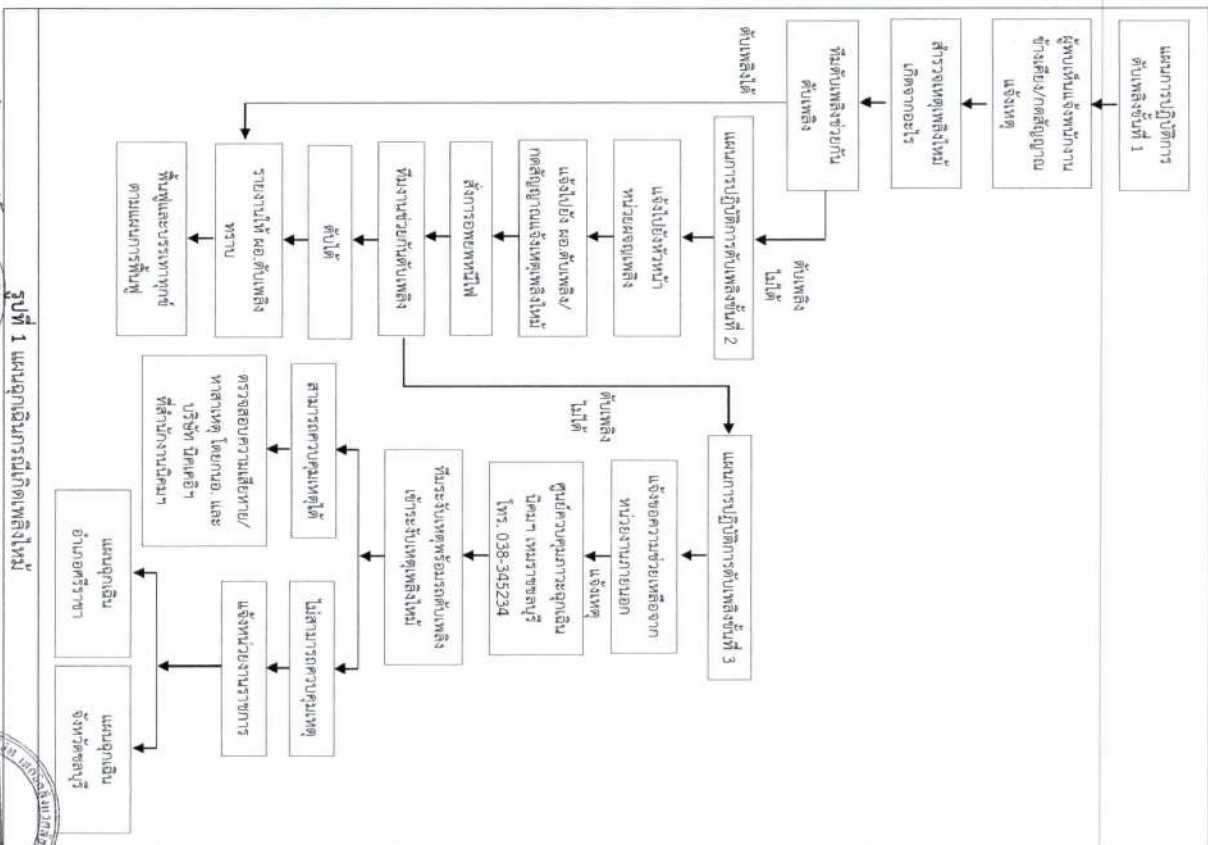 แผนการปฏิบัติการ
ดับเพลิงขั้นที่ 1
ผู้พบเห็นแจ้งพนักงาน
ข้างเคียง/กดสัญญาณ
แจ้งเหตุ
สำรวจเหตุเพลิงไหม้
เกิดจากอะไร
ทีมดับเพลิงช่วยกัน
ดับเพลิง
ดับเพลิงได้
ดับเพลิง
ไม่ได้
แผนการปฏิบัติการดับเพลิงขั้นที่ 2
แจ้งไปยังหัวหน้า
หน่วยผจญเพลิง
แจ้งไปยัง ผอ.ดับเพลิง/
กดสัญญาณแจ้งเหตุเพลิงไหม้
สั่งการอพยพหนีไฟ
ทีมงานช่วยกันดับเพลิง
ดับได้
รายงานให้ ผอ.ดับเพลิง
ทราบ
ฟื้นฟูและบรรเทาทุกข์
ตามแผนการฟื้นฟู
ดับเพลิง
ไม่ได้
แผนการปฏิบัติการดับเพลิงขั้นที่ 3
แจ้งขอความช่วยเหลือจาก
หน่วยงานภายนอก
แจ้งเหตุ
ศูนย์ควบคุมภาวะฉุกเฉิน
นิคมฯ เหมราชชลบุรี
โทร. 038-345234
ทีมระงับเหตุพร้อมรถดับเพลิง
เข้าระงับเหตุเพลิงไหม้
สามารถควบคุมเหตุได้
ตรวจสอบความเสียหาย/
หาสาเหตุ โดยกนอ. และ
บริษัท นิคเคอิฯ
ที่สำนักงานนิคมฯ
ไม่สามารถควบคุมเหตุ
แจ้งหน่วยงานราชการ
แผนฉุกเฉิน
อำเภอศรีราชา
แผนฉุกเฉิน
จังหวัดชลบุรี
รูปที่ 1 แผนฉุกเฉินกรณีเกิดเพลิงไหม้